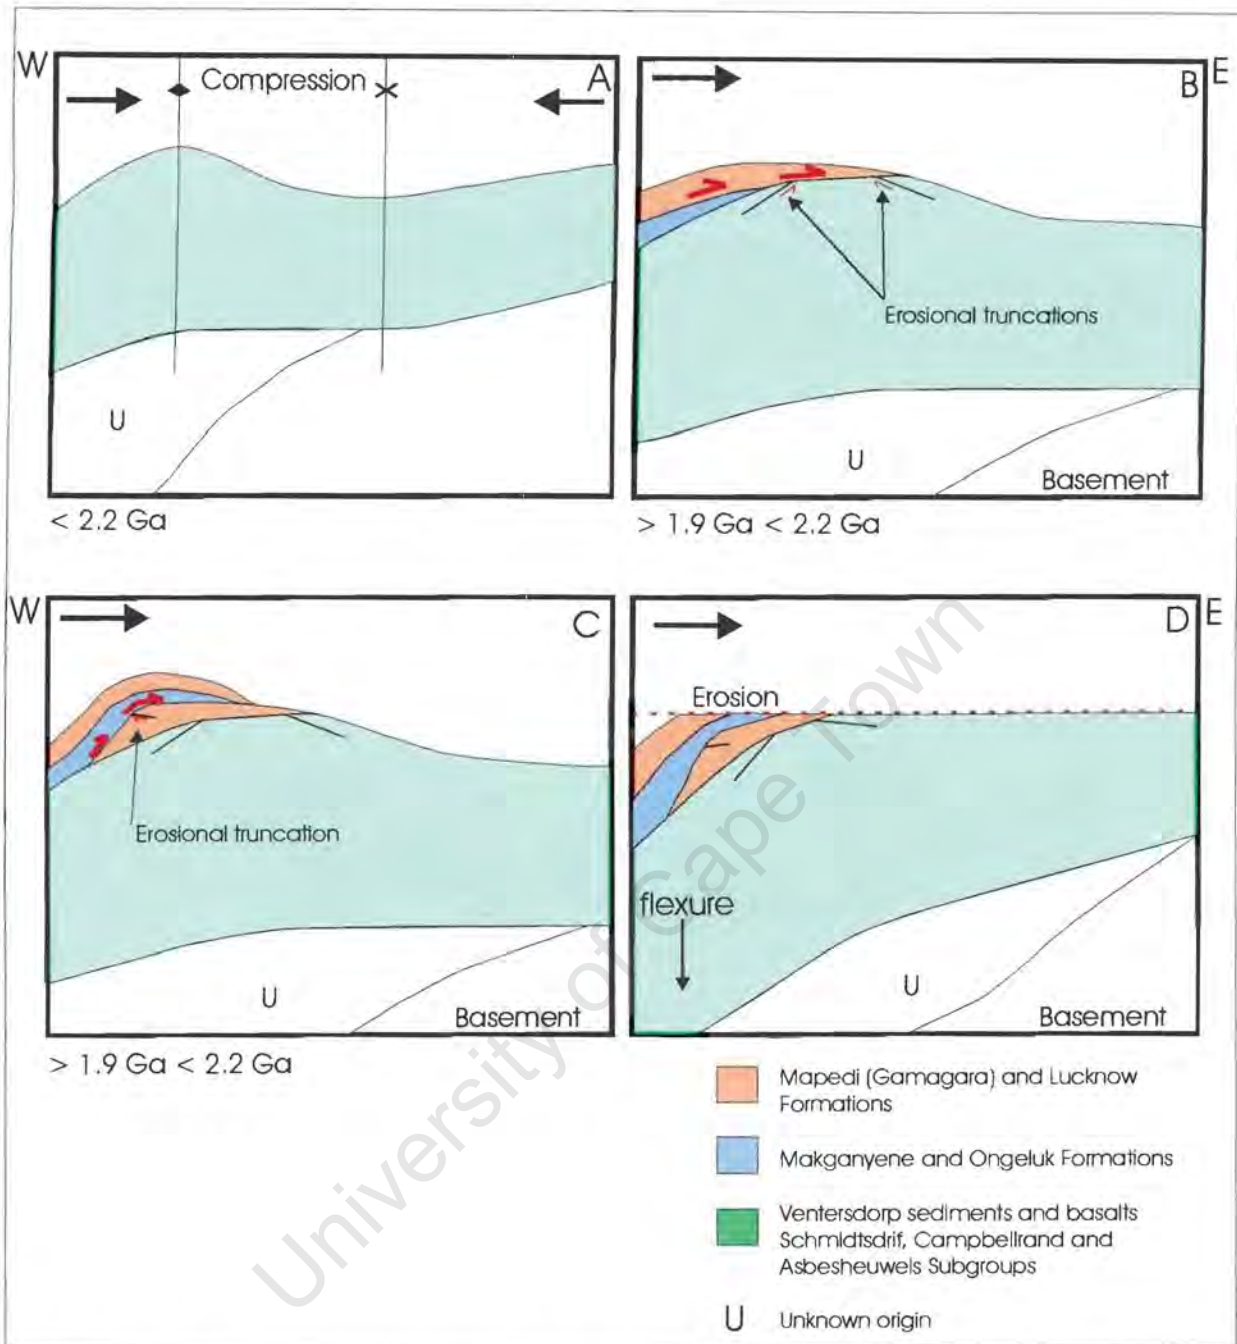 W
Compression
A
U
< 2.2 Ga
B
E
Erosional truncations
U
Basement
> 1.9 Ga < 2.2 Ga
W
C
Erosional truncation
U
Basement
> 1.9 Ga < 2.2 Ga
D
E
Erosion
flexure
U
Basement
Mapedi (Gamagara) and Lucknow
Formations
Makganyene and Ongeluk Formations
Ventersdorp sediments and basalts
Schmidtsdrif, Campbellrand and
Asbesheuwels Subgroups
U Unknown origin
University of Cape Town